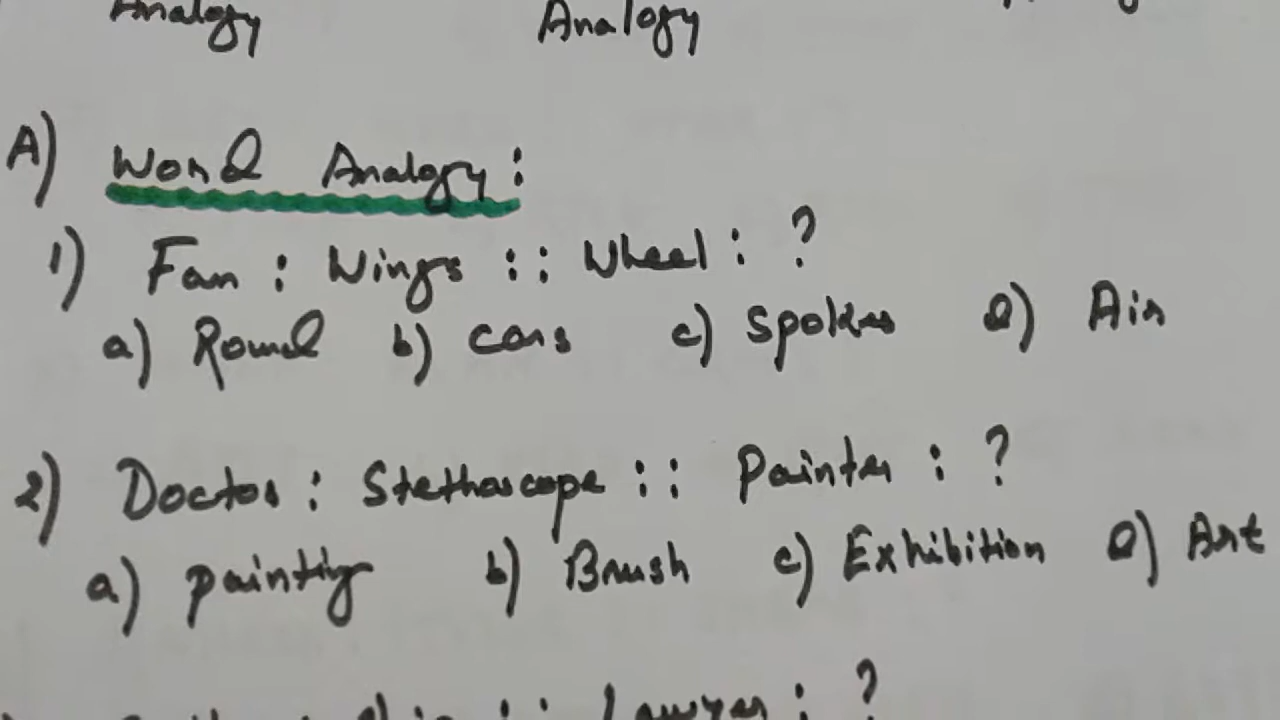 Analogy Analogy
A) Word Analogy:
1) Fan : Wings :: Wheel : ?
a) Round b) cars c) Spokes d) Air
2) Doctor : Stethoscope :: Painter : ?
a) painting b) Brush c) Exhibition d) Art
:: Lawyer : ?